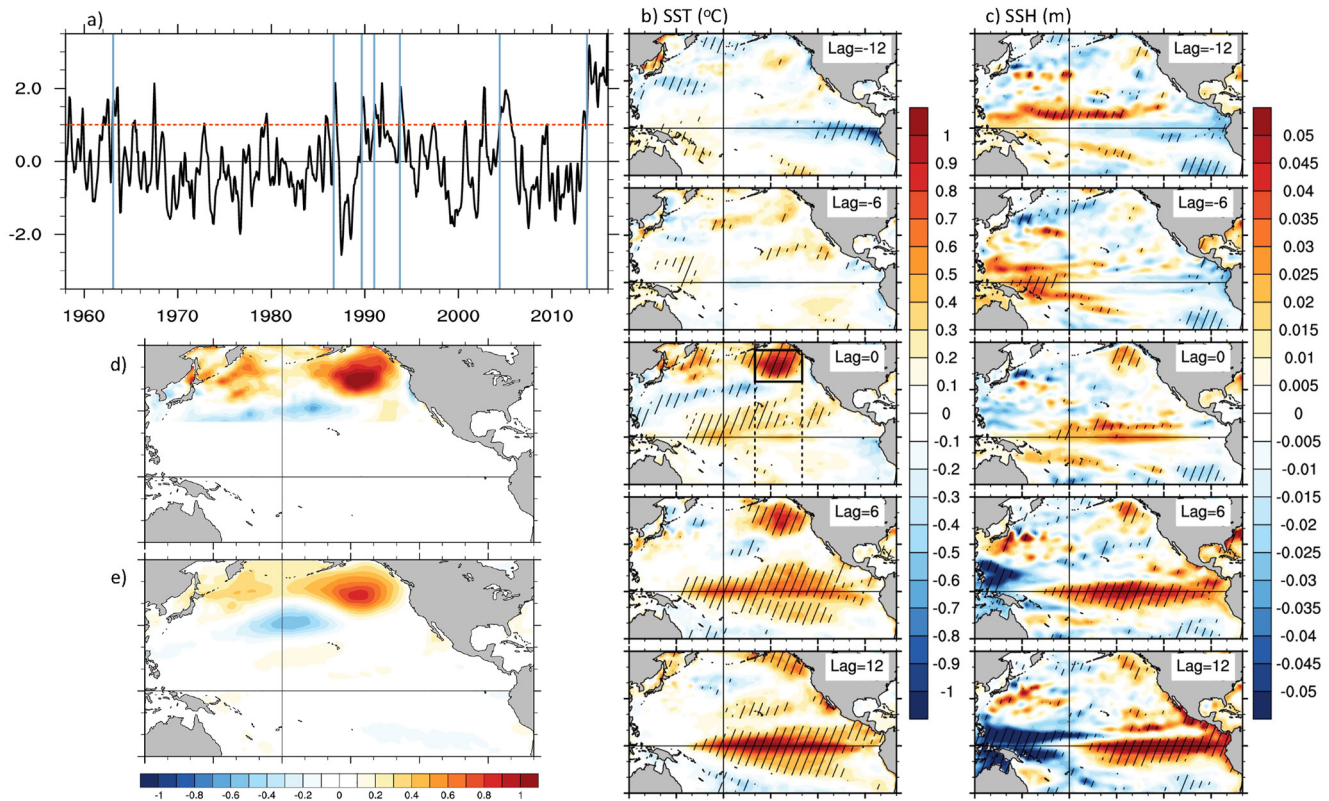 a)
2.0
0.0
-2.0
1960 1970 1980 1990 2000 2010
b) SST (°C)
Lag=-12
Lag=-6
Lag=0
Lag=6
Lag=12
1
0.9
0.8
0.7
0.6
0.5
0.4
0.3
0.2
0.1
0
-0.1
-0.2
-0.3
-0.4
-0.5
-0.6
-0.7
-0.8
-0.9
-1
c) SSH (m)
Lag=-12
Lag=-6
Lag=0
Lag=6
Lag=12
0.05
0.045
0.04
0.035
0.03
0.025
0.02
0.015
0.01
0.005
0
-0.005
-0.01
-0.015
-0.02
-0.025
-0.03
-0.035
-0.04
-0.045
-0.05
d)
e)
-1 -0.8 -0.6 -0.4 -0.2 0 0.2 0.4 0.6 0.8 1